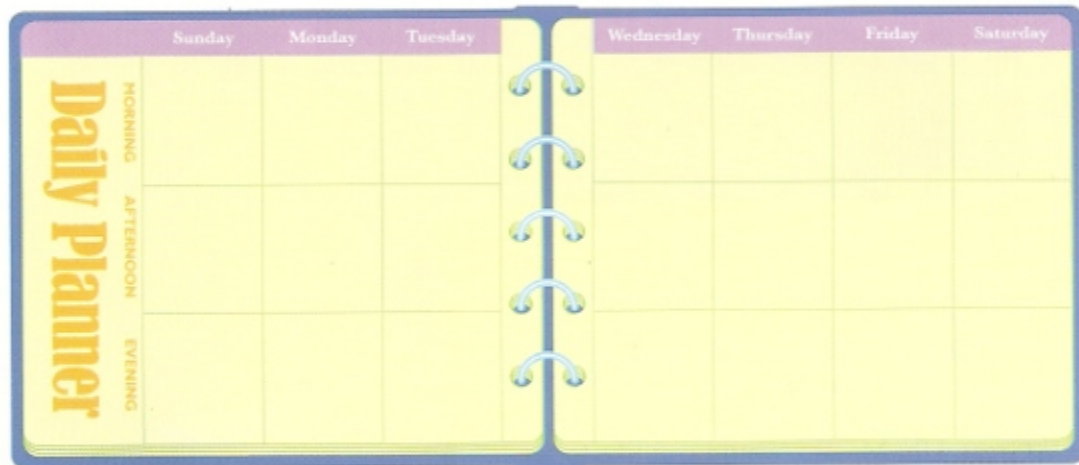 Sunday Monday Tuesday Wednesday Thursday Friday Saturday
Daily Planner
MORNING
AFTERNOON
EVENING